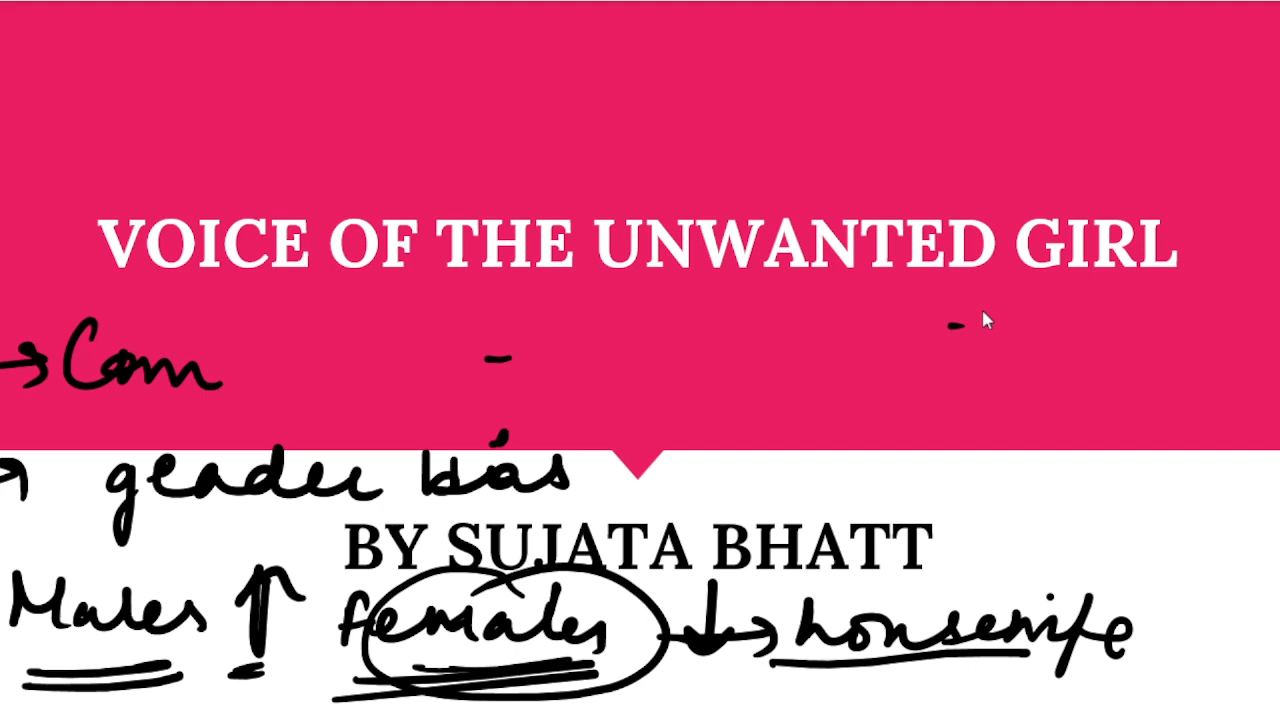 VOICE OF THE UNWANTED GIRL
→ Com -
→ gender bias
BY SUJATA BHATT
Males ↑ females ↓ → housewife